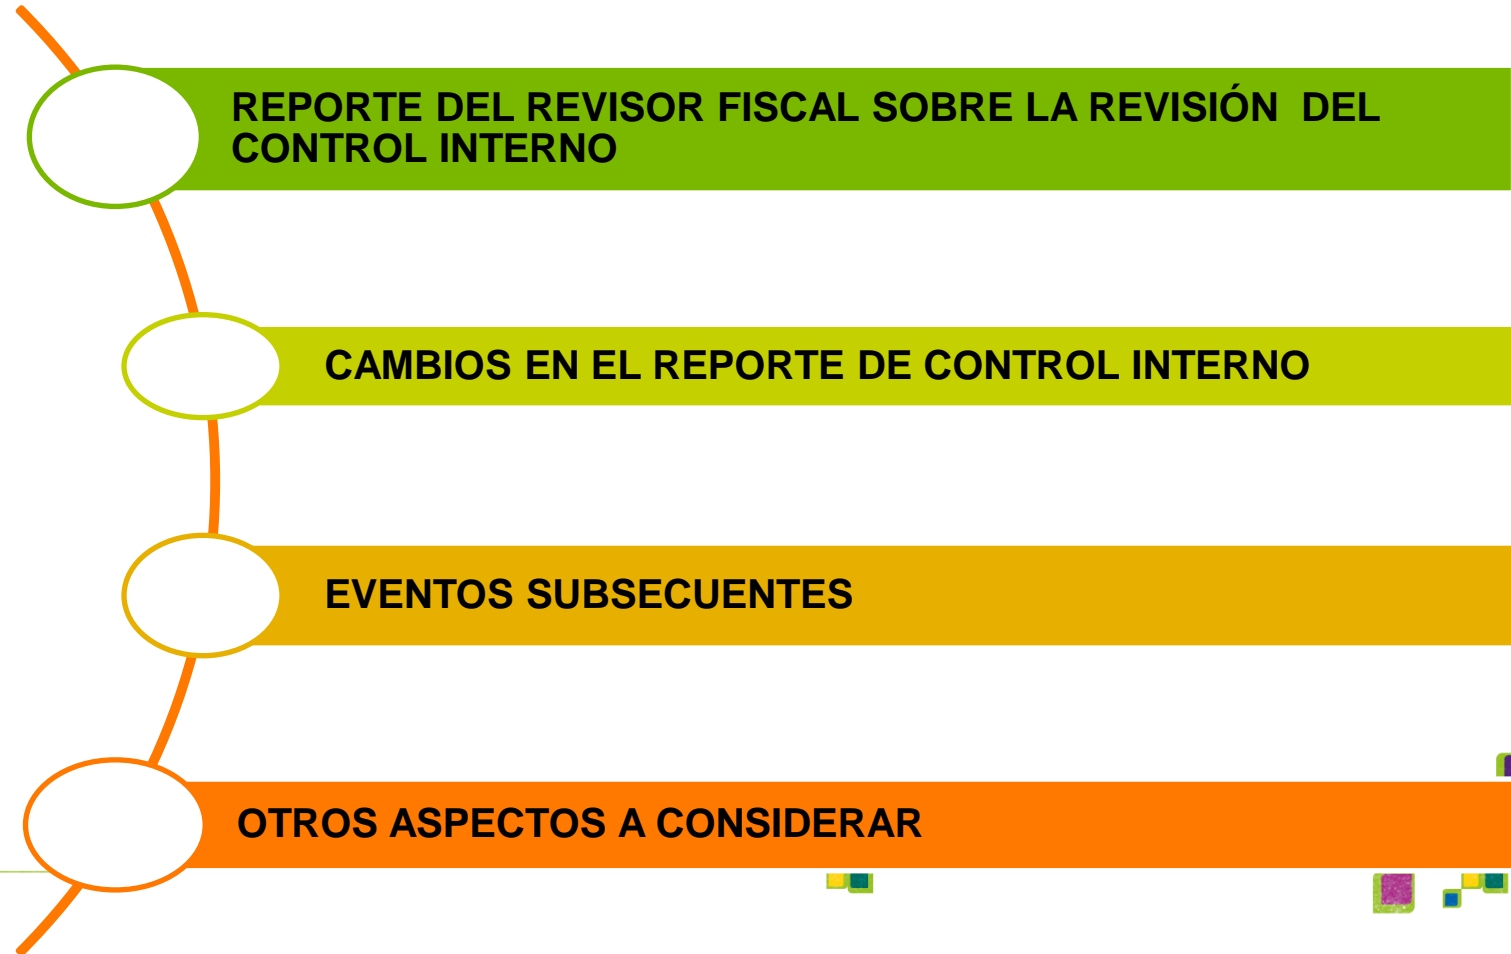 REPORTE DEL REVISOR FISCAL SOBRE LA REVISIÓN DEL
CONTROL INTERNO
CAMBIOS EN EL REPORTE DE CONTROL INTERNO
EVENTOS SUBSECUENTES
OTROS ASPECTOS A CONSIDERAR